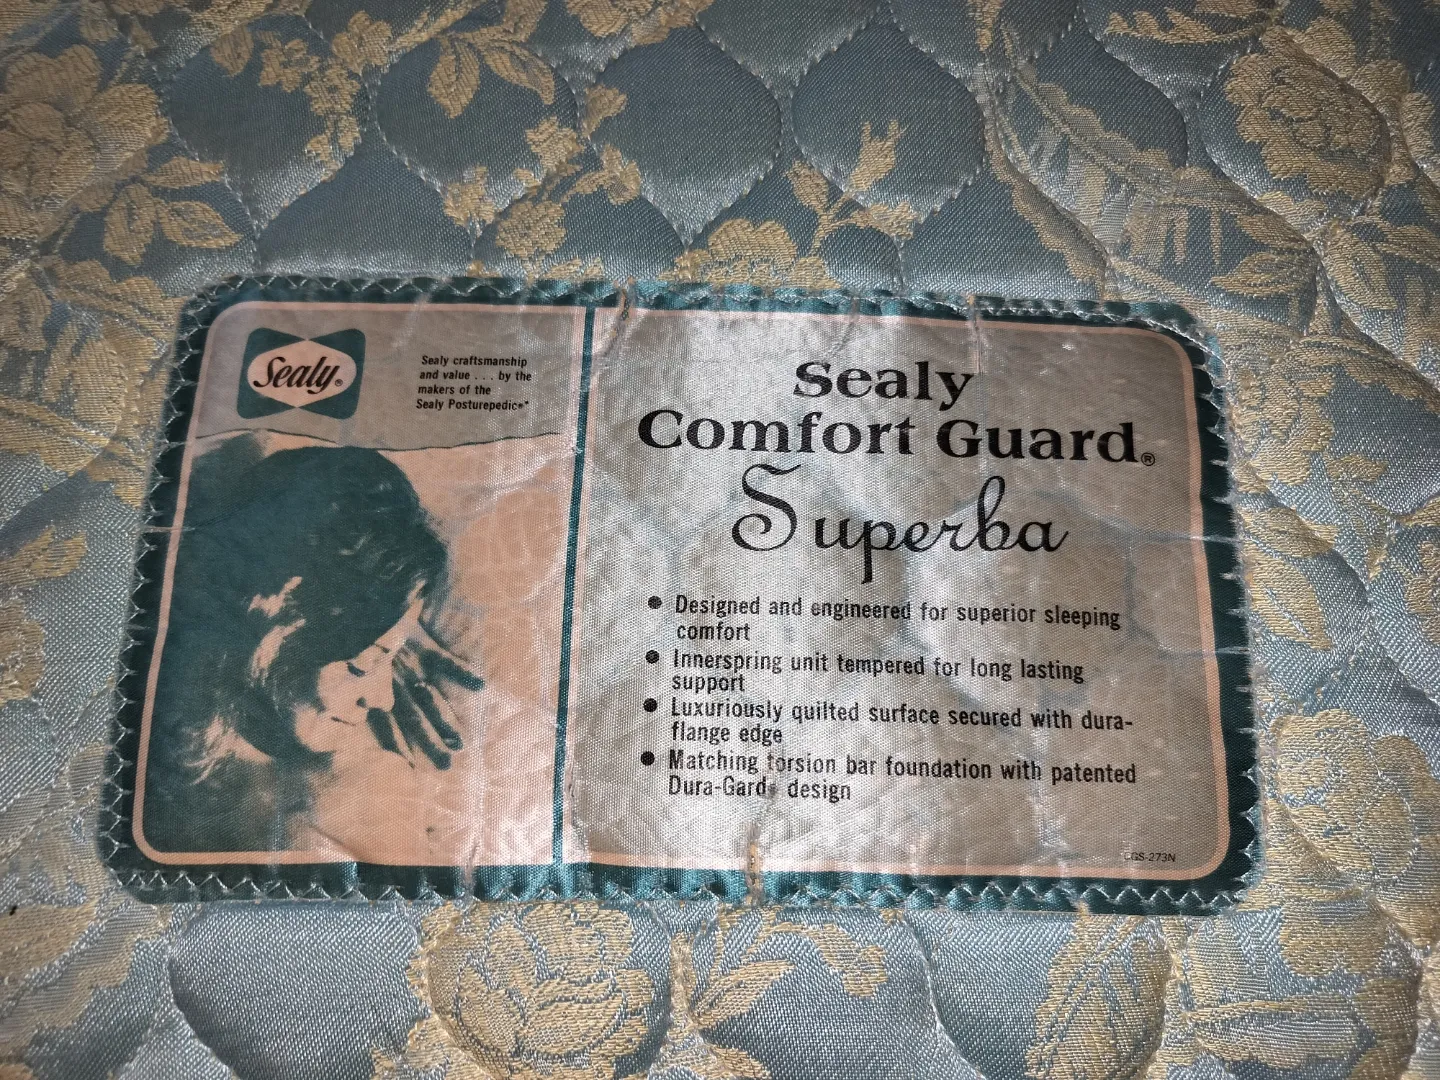 Sealy®
Sealy craftsmanship
and value . . . by the
makers of the
Sealy Posturepedic®"
Sealy
Comfort Guard®
Superba
• Designed and engineered for superior sleeping
comfort
• Innerspring unit tempered for long lasting
support
• Luxuriously quilted surface secured with dura-
flange edge
• Matching torsion bar foundation with patented
Dura-Gard® design
CGS-273N